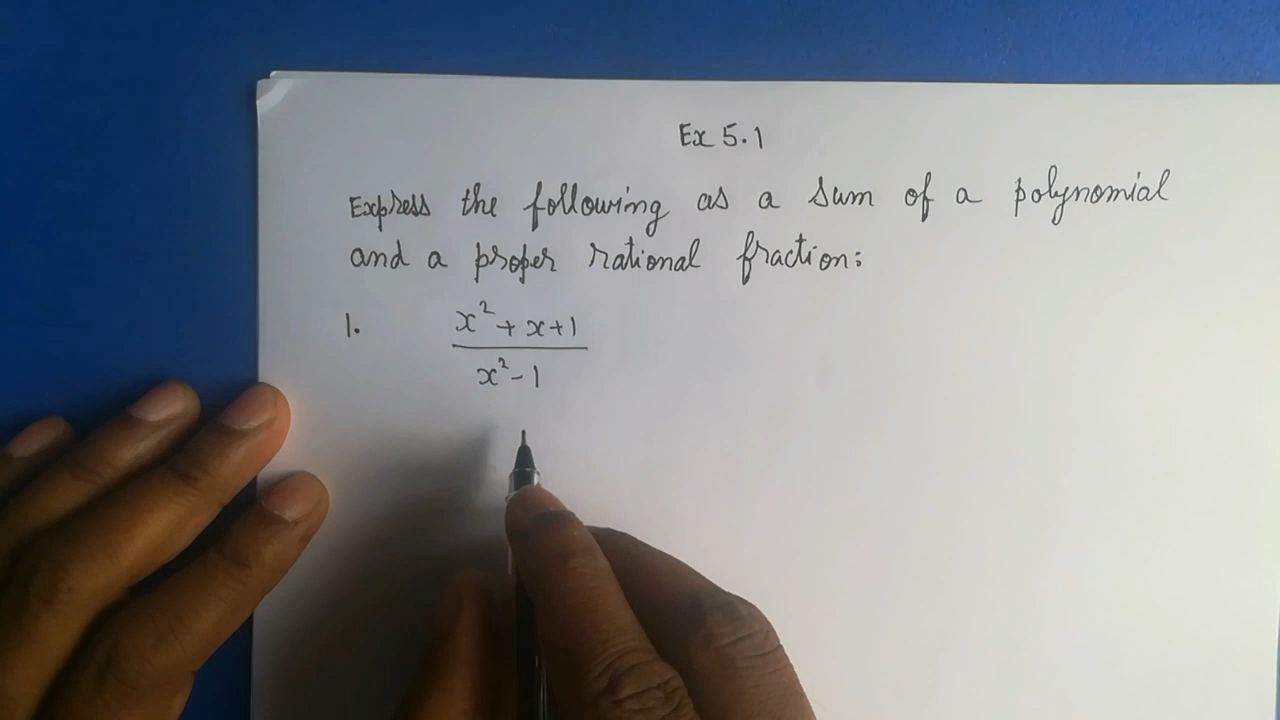 Ex 5.1
Express the following as a sum of a polynomial
and a proper rational fraction:
1. x²+x+1
x²-1